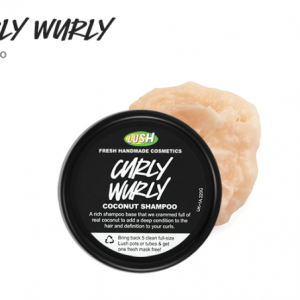 LY WURLY
O
LUSH
FRESH HANDMADE COSMETICS
CURLY
WURLY
COCONUT SHAMPOO
A rich shampoo base that we crammed full of
real coconut to add a deep condition to the
hair and definition to your curls.
Bring back 5 clean full-size
Lush pots or tubes & get
one fresh mask free!